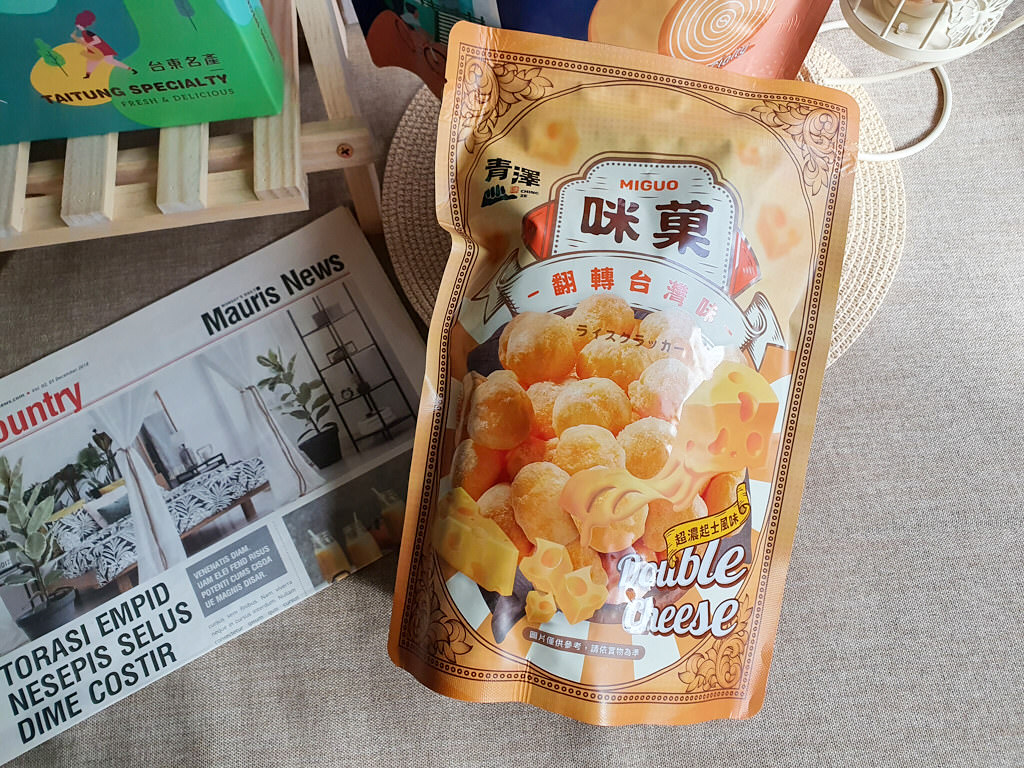 台東名產
TAITUNG SPECIALTY
FRESH & DELICIOUS
青澤
CHING
ZE
MIGUO
咪菓
-翻轉台灣味-
ライスクラッカー
超濃起士風味
Double
Cheese
圖片僅供參考，請依實物為準
Mauris News
ountry
VENENATIS DIAM.
UAM ELEI FEND RISUS
POTENTI CUMS CISDA
UE MAGNIS DISAR.
TORASI EMPID
NESEPIS SELUS
DIME COSTIR